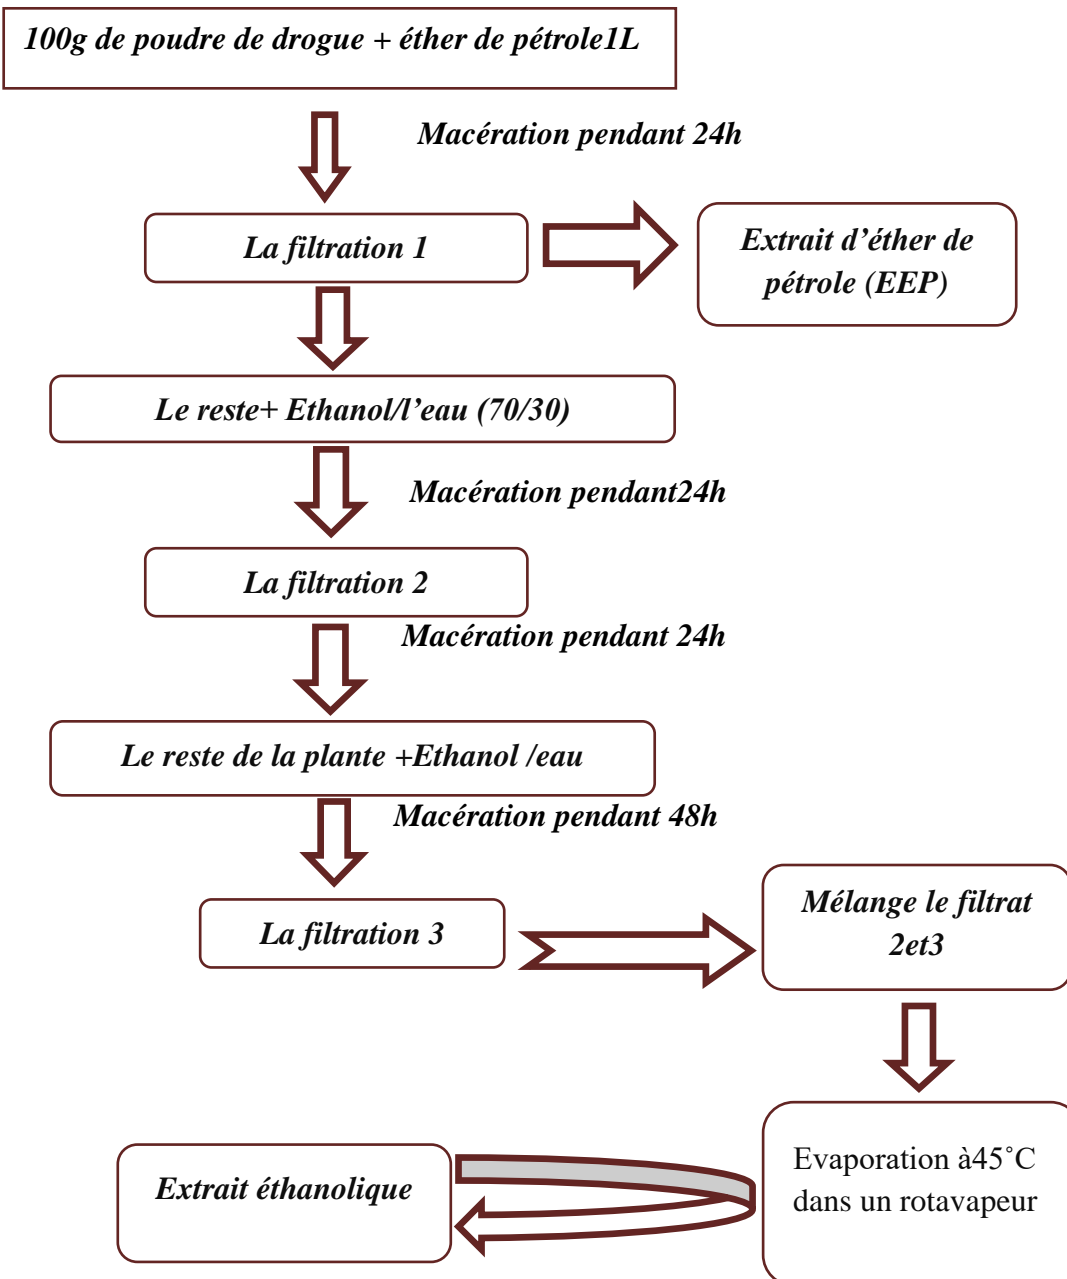 100g de poudre de drogue + éther de pétrole1L
Macération pendant 24h
La filtration 1
Extrait d’éther de
pétrole (EEP)
Le reste+ Ethanol/l’eau (70/30)
Macération pendant24h
La filtration 2
Macération pendant 24h
Le reste de la plante +Ethanol /eau
Macération pendant 48h
La filtration 3
Mélange le filtrat
2et3
Evaporation à45˚C
dans un rotavapeur
Extrait éthanolique